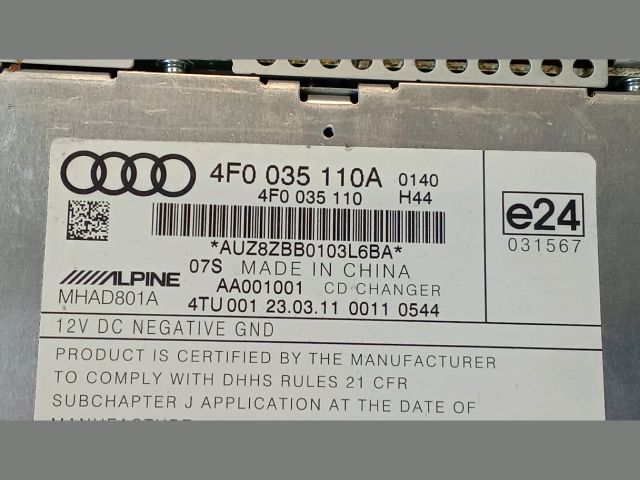 4F0 035 110A 0140
4F0 035 110 H44
*AUZ8ZBB0103L6BA*
07S MADE IN CHINA
ALPINE AA001001 CD CHANGER
MHAD801A 4TU 001 23.03.11 0011 0544
e24
031567
12V DC NEGATIVE GND
PRODUCT IS CERTIFIED BY THE MANUFACTURER
TO COMPLY WITH DHHS RULES 21 CFR
SUBCHAPTER J APPLICATION AT THE DATE OF